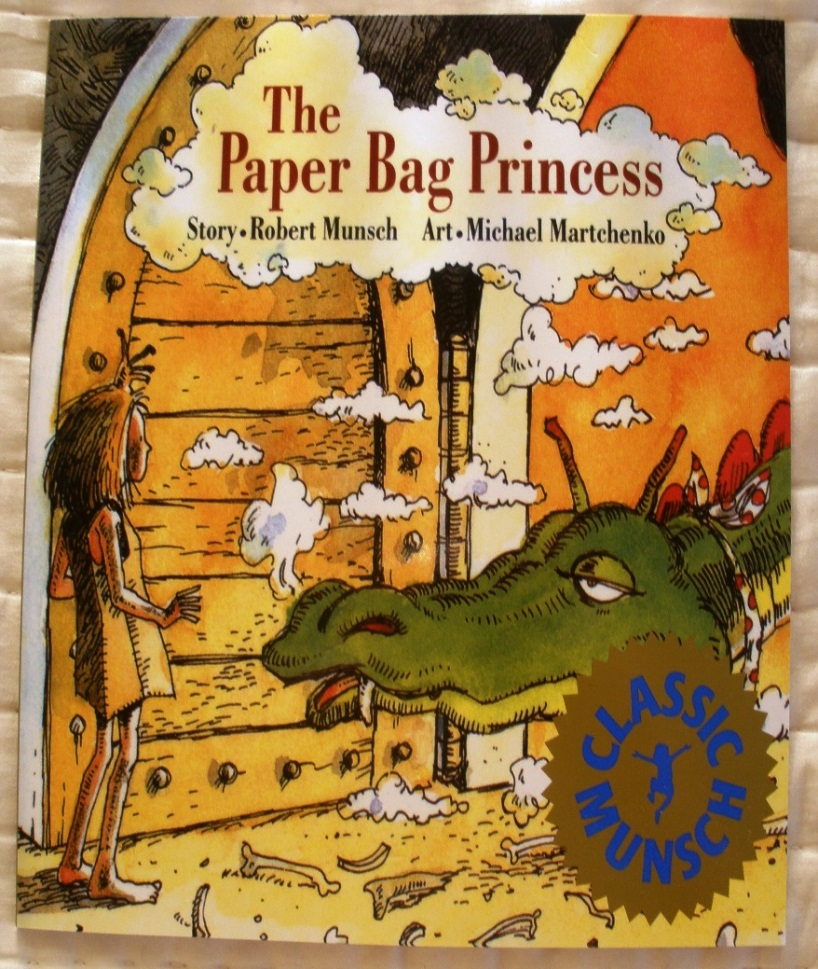 The
Paper Bag Princess
Story • Robert Munsch Art • Michael Martchenko
CLASSIC
MUNSCH